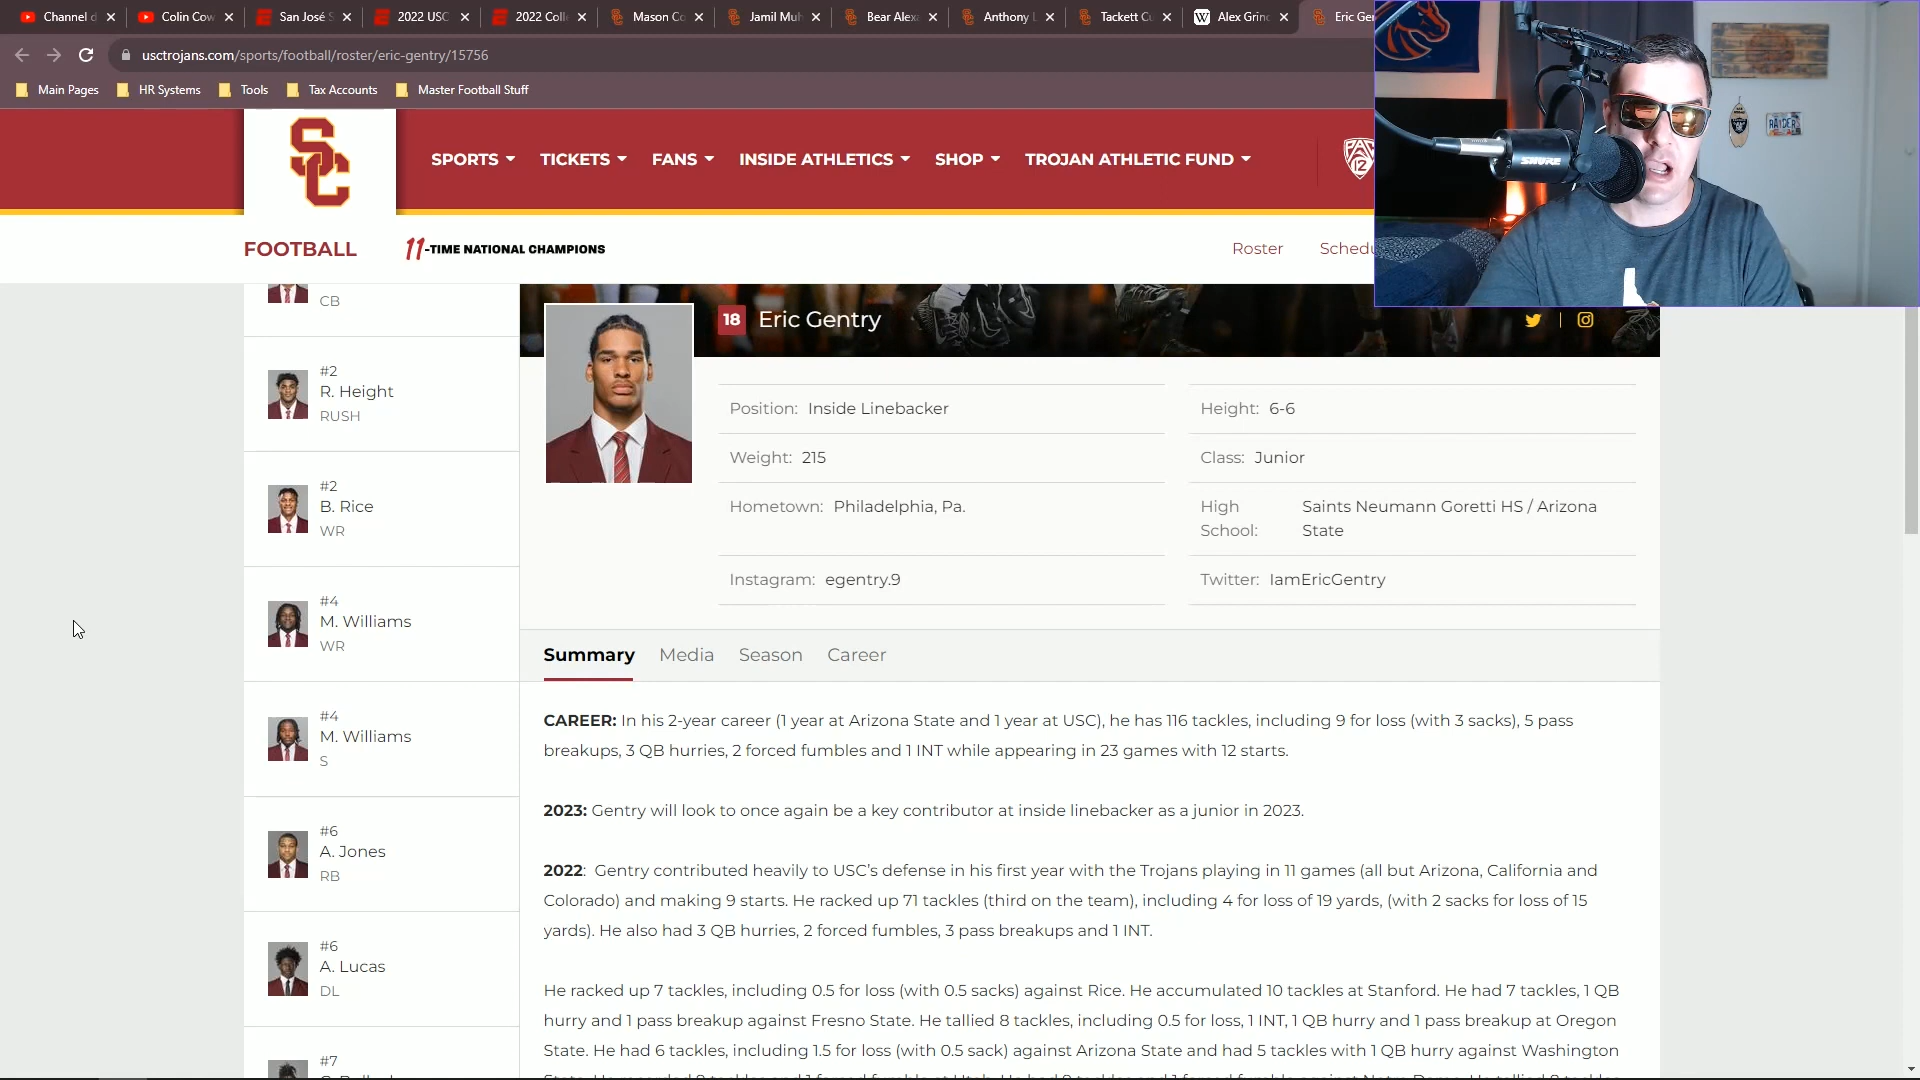 Channel d
Colin Cow
San José S
2022 USC
2022 Coll
Mason Co
Jamil Muh
Bear Alex
Anthony L
Tackett Cu
Alex Grinc
Eric Ger
usctrojans.com/sports/football/roster/eric-gentry/15756
Main Pages
HR Systems
Tools
Tax Accounts
Master Football Stuff
SC
SPORTS
TICKETS
FANS
INSIDE ATHLETICS
SHOP
TROJAN ATHLETIC FUND
PAC 12
SHURE
RAIDERS
FOOTBALL
11-TIME NATIONAL CHAMPIONS
Roster
Schedu
CB
#2
R. Height
RUSH
#2
B. Rice
WR
#4
M. Williams
WR
#4
M. Williams
S
#6
A. Jones
RB
#6
A. Lucas
DL
#7
18 Eric Gentry
Position: Inside Linebacker
Height: 6-6
Weight: 215
Class: Junior
Hometown: Philadelphia, Pa.
High School: Saints Neumann Goretti HS / Arizona
State
Instagram: egentry.9
Twitter: IamEricGentry
Summary Media Season Career
CAREER: In his 2-year career (1 year at Arizona State and 1 year at USC), he has 116 tackles, including 9 for loss (with 3 sacks), 5 pass
breakups, 3 QB hurries, 2 forced fumbles and 1 INT while appearing in 23 games with 12 starts.
2023: Gentry will look to once again be a key contributor at inside linebacker as a junior in 2023.
2022: Gentry contributed heavily to USC's defense in his first year with the Trojans playing in 11 games (all but Arizona, California and
Colorado) and making 9 starts. He racked up 71 tackles (third on the team), including 4 for loss of 19 yards, (with 2 sacks for loss of 15
yards). He also had 3 QB hurries, 2 forced fumbles, 3 pass breakups and 1 INT.
He racked up 7 tackles, including 0.5 for loss (with 0.5 sacks) against Rice. He accumulated 10 tackles at Stanford. He had 7 tackles, 1 QB
hurry and 1 pass breakup against Fresno State. He tallied 8 tackles, including 0.5 for loss, 1 INT, 1 QB hurry and 1 pass breakup at Oregon
State. He had 6 tackles, including 1.5 for loss (with 0.5 sack) against Arizona State and had 5 tackles with 1 QB hurry against Washington